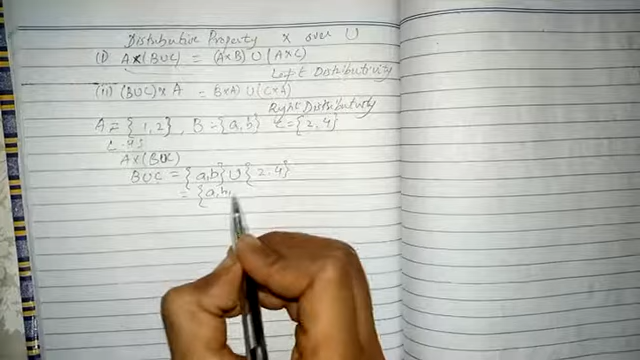 Distributive Property × over ∪
(i) A×(B∪C) = (A×B) ∪ (A×C)
Left Distributivity
(ii) (B∪C)×A = B×A) ∪ (C×A)
Right Distributivity
A = {1,2}, B = {a,b} C = {2,4}
L.H.S
A×(B∪C)
B∪C = {a,b} ∪ {2,4}
= {a,b,